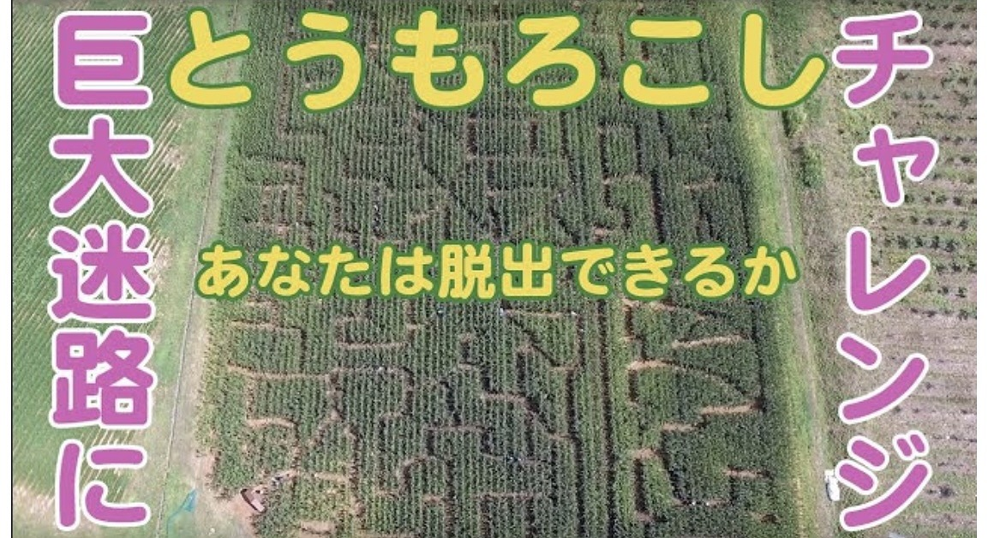 とうもろこし
巨大迷路に
チャレンジ
あなたは脱出できるか